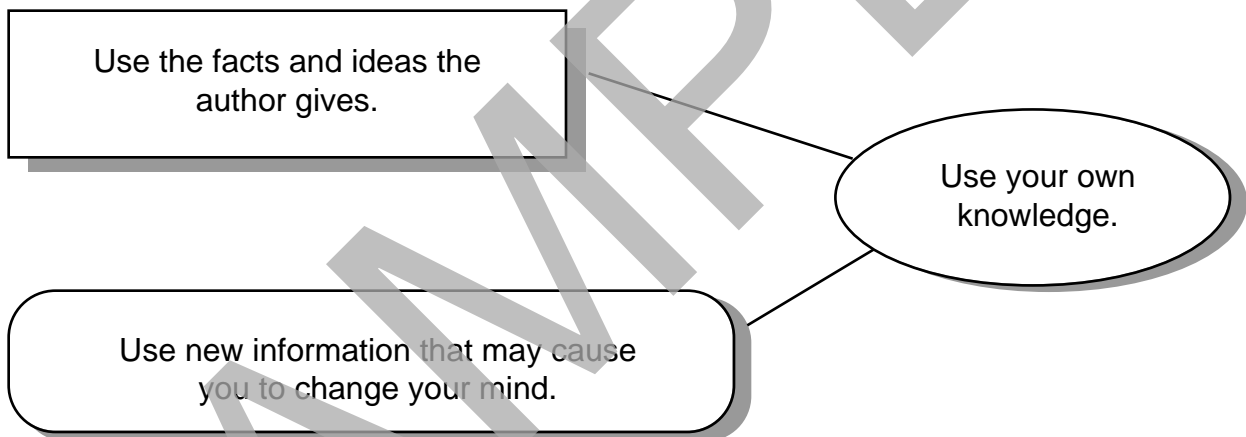 Use the facts and ideas the
author gives.
Use your own
knowledge.
Use new information that may cause
you to change your mind.